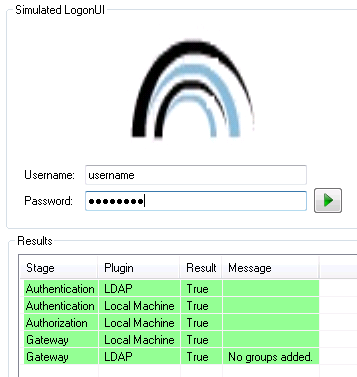 Simulated LogonUI
Username: username
Password: ●●●●●●●●
Results
Stage Plugin Result Message
Authentication LDAP True
Authentication Local Machine True
Authorization Local Machine True
Gateway Local Machine True
Gateway LDAP True No groups added.